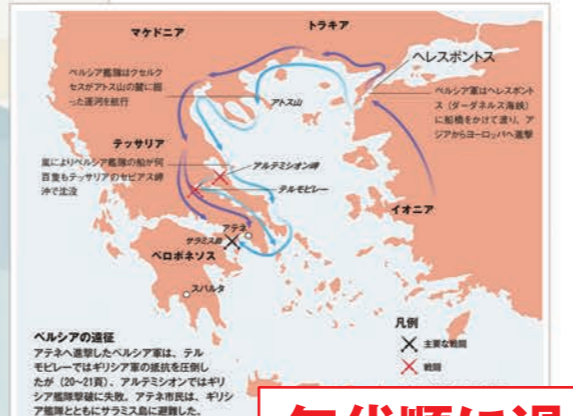 マケドニア
トラキア
ヘレスポントス
ペルシア艦隊はクセルク
セスがアトス山の麓に掘
った運河を航行
アトス山
ペルシア軍はヘレスポント
ス（ダーダネルス海峡）
に船橋をかけて渡り、ア
ジアからヨーロッパへ進撃
テッサリア
嵐によりペルシア艦隊の船が何
百隻もテッサリアのセピアス岬
沖で沈没
アルテミシオン岬
テルモピレー
イオニア
アテネ
サラミス島
ペロポネソス
スパルタ
ペルシアの遠征
アテネへ進撃したペルシア軍は、テル
モピレーではギリシア軍の抵抗を圧倒し
たが（20～21頁）、アルテミシオンではギリ
シア艦隊撃破に失敗。アテネ市民は、ギリシ
ア艦隊とともにサラミス島に避難した。
凡例
主要な戦闘
戦闘